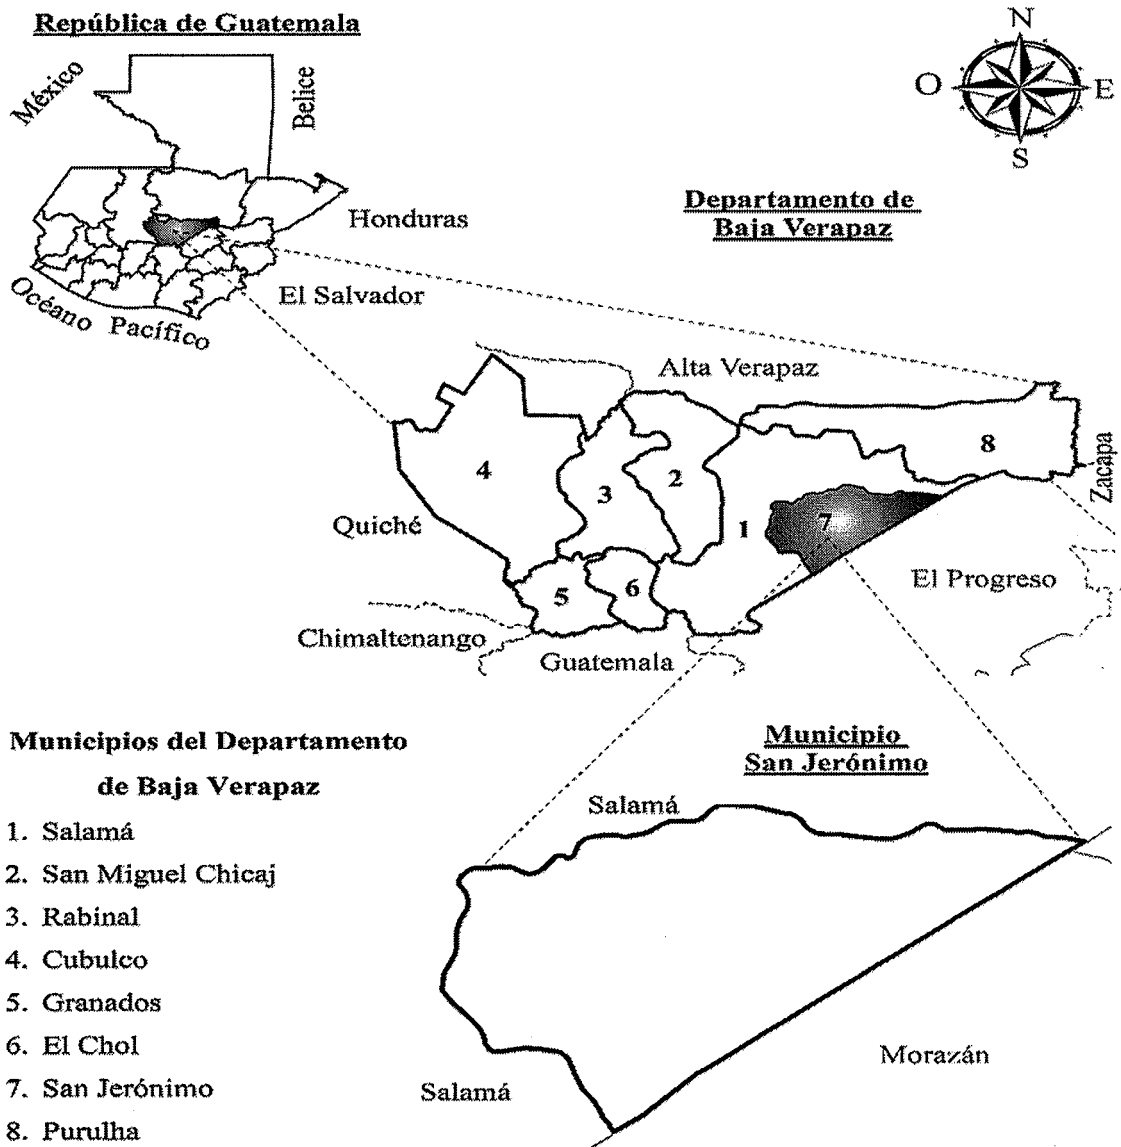 República de Guatemala
México
Belice
Honduras
El Salvador
Océano Pacífico
N
O
E
S
Departamento de
Baja Verapaz
Alta Verapaz
Zacapa
Quiché
El Progreso
Chimaltenango
Guatemala
4
3
2
1
7
8
5
6
Municipios del Departamento
de Baja Verapaz
1. Salamá
2. San Miguel Chicaj
3. Rabinal
4. Cubulco
5. Granados
6. El Chol
7. San Jerónimo
8. Purulha
Municipio
San Jerónimo
Salamá
Salamá
Morazán